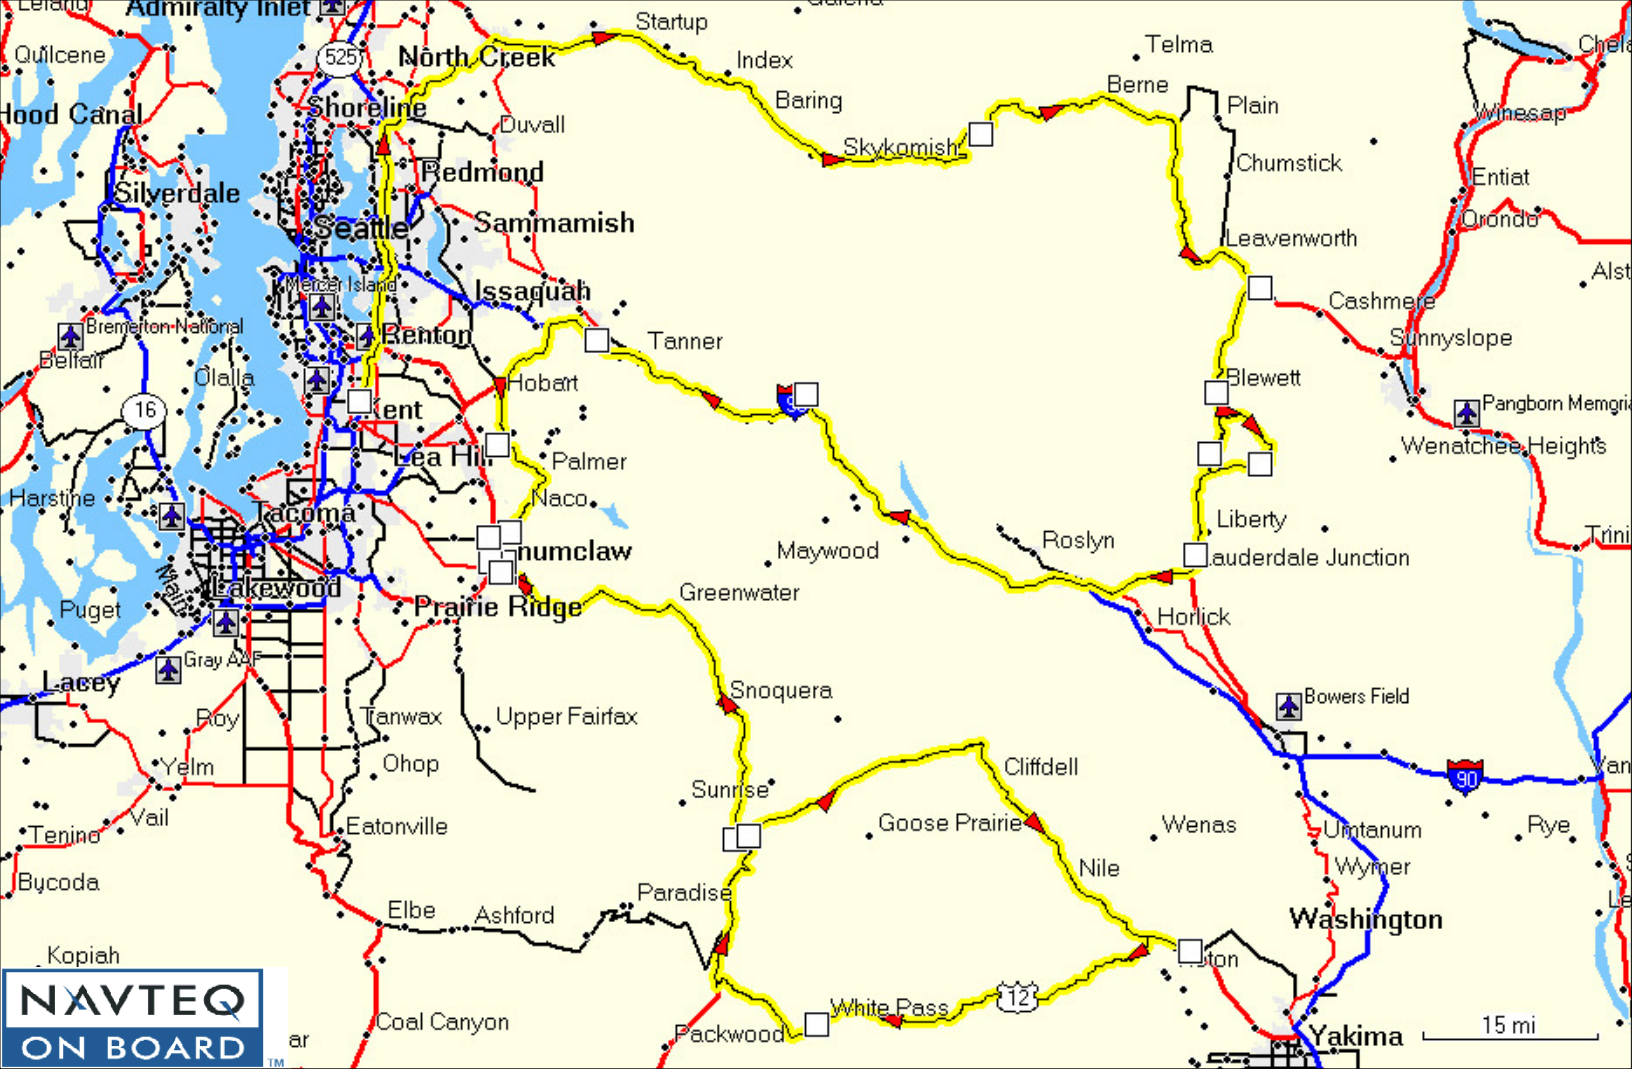 Admiralty Inlet
Startup
Telma
Quilcene
525
North Creek
Index
Berne
Hood Canal
Shoreline
Baring
Plain
Winesap
Duvall
Skykomish
Chumstick
Redmond
Entiat
Silverdale
Orondo
Seattle
Sammamish
Leavenworth
Mercer Island
Issaquah
Cashmere
Bremerton National
Renton
Tanner
Sunnyslope
Belfair
Olalla
Hobart
Blewett
16
Kent
Wenatchee Heights
Lea Hill
Palmer
Harstine
Naco
Tacoma
Liberty
Maywood
Roslyn
Lauderdale Junction
Lakewood
Puget
Prairie Ridge
Greenwater
Horlick
Gray AAF
Lacey
Snoquera
Bowers Field
Roy
Tanwax
Upper Fairfax
Yelm
Ohop
Cliffdell
90
Sunrise
Vail
Tenino
Eatonville
Goose Prairie
Wenas
Umtanum
Rye
Nile
Wymer
Bucoda
Paradise
Elbe
Ashford
Washington
Kopiah
NAVTEQ
ON BOARD
TM
12
White Pass
Coal Canyon
Packwood
15 mi
Yakima